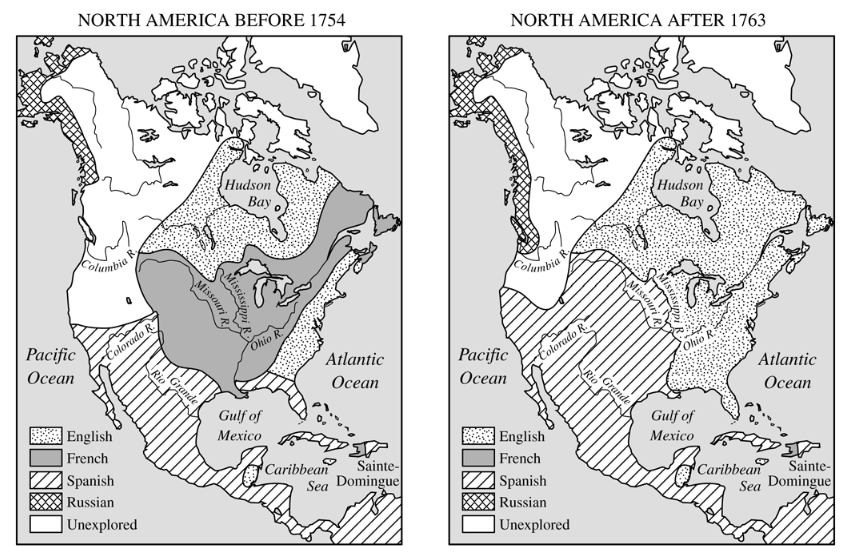 NORTH AMERICA BEFORE 1754
Hudson
Bay
Columbia R.
Missouri R.
Mississippi R.
Ohio R.
Colorado R.
Rio Grande
Pacific
Ocean
Atlantic
Ocean
Gulf of
Mexico
Caribbean
Sea
Sainte-
Domingue
English
French
Spanish
Russian
Unexplored
NORTH AMERICA AFTER 1763
Hudson
Bay
Columbia R.
Missouri R.
Mississippi R.
Ohio R.
Colorado R.
Rio Grande
Pacific
Ocean
Atlantic
Ocean
Gulf of
Mexico
Caribbean
Sea
Sainte-
Domingue
English
French
Spanish
Russian
Unexplored